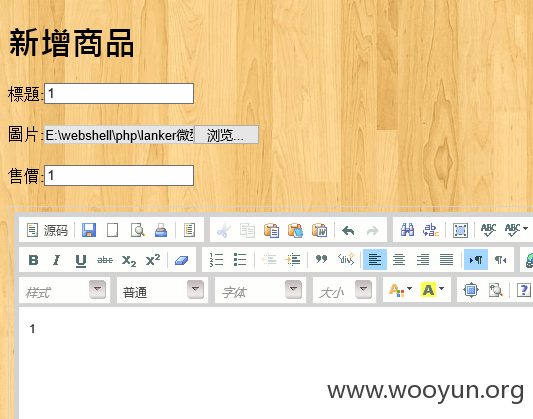 新增商品
標題:1
圖片:E:\webshell\php\lanker微 浏览...
售價:1
源码
B I U abc X₂ X²
样式 普通 字体 大小
1
www.wooyun.org